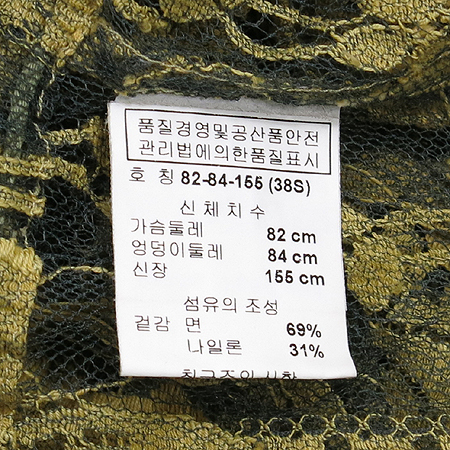 품질경영및공산품안전
관리법에의한품질표시
호 칭 82-84-155 (38S)
신체치수
가슴둘레 82 cm
엉덩이둘레 84 cm
신장 155 cm
섬유의 조성
겉감 면 69%
나일론 31%